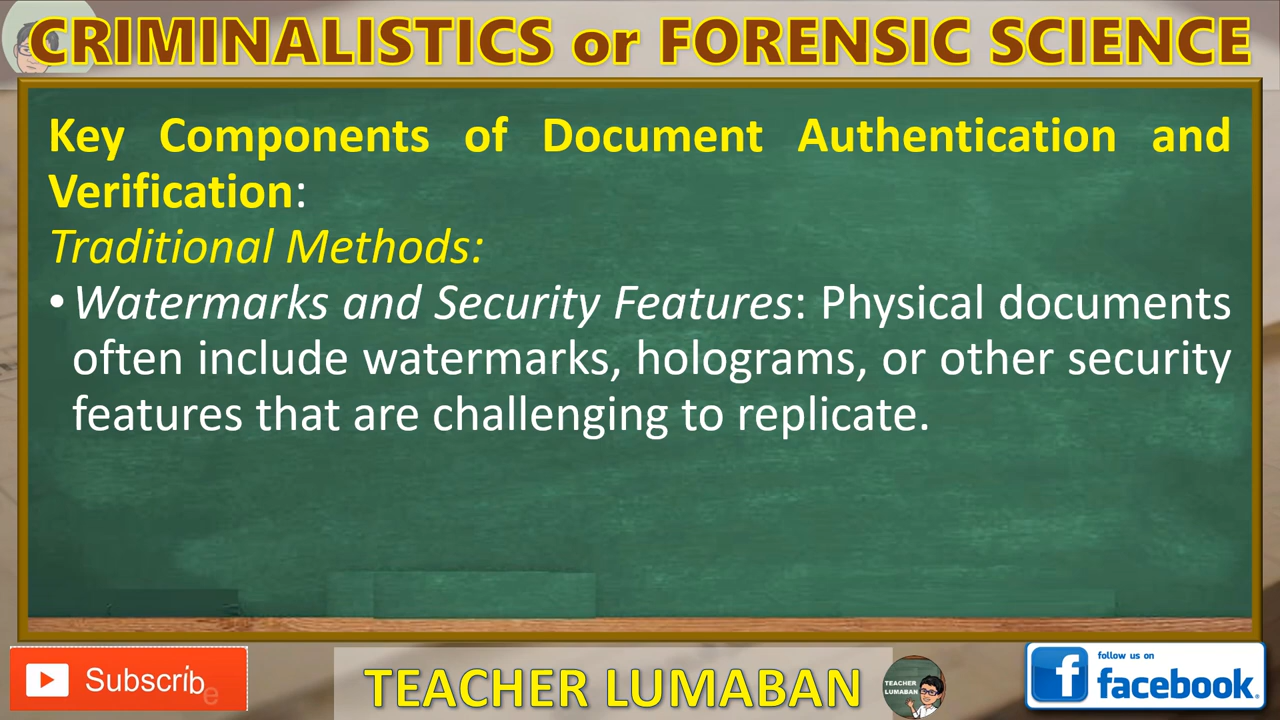 CRIMINALISTICS or FORENSIC SCIENCE
Key Components of Document Authentication and
Verification:
Traditional Methods:
• Watermarks and Security Features: Physical documents
often include watermarks, holograms, or other security
features that are challenging to replicate.
Subscribe
TEACHER LUMABAN
TEACHER
LUMABAN
follow us on
facebook.